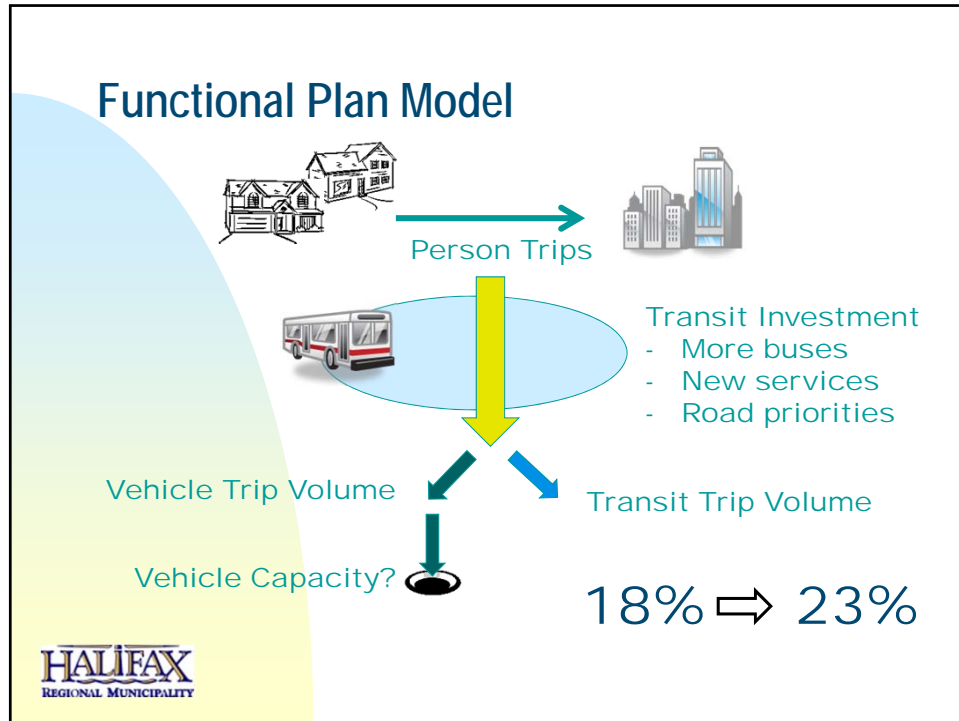 Functional Plan Model
Person Trips
Transit Investment
- More buses
- New services
- Road priorities
Vehicle Trip Volume
Transit Trip Volume
Vehicle Capacity?
18% ⇨ 23%
HALIFAX
REGIONAL MUNICIPALITY